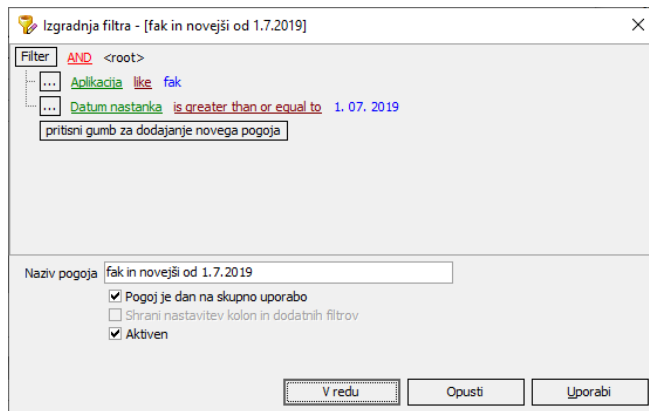 Izgradnja filtra - [fak in novejši od 1.7.2019]
Filter AND <root>
... Aplikacija like fak
... Datum nastanka is greater than or equal to 1. 07. 2019
pritisni gumb za dodajanje novega pogoja
Naziv pogoja fak in novejši od 1.7.2019
Pogoj je dan na skupno uporabo
Shrani nastavitev kolon in dodatnih filtrov
Aktiven
V redu Opusti Uporabi